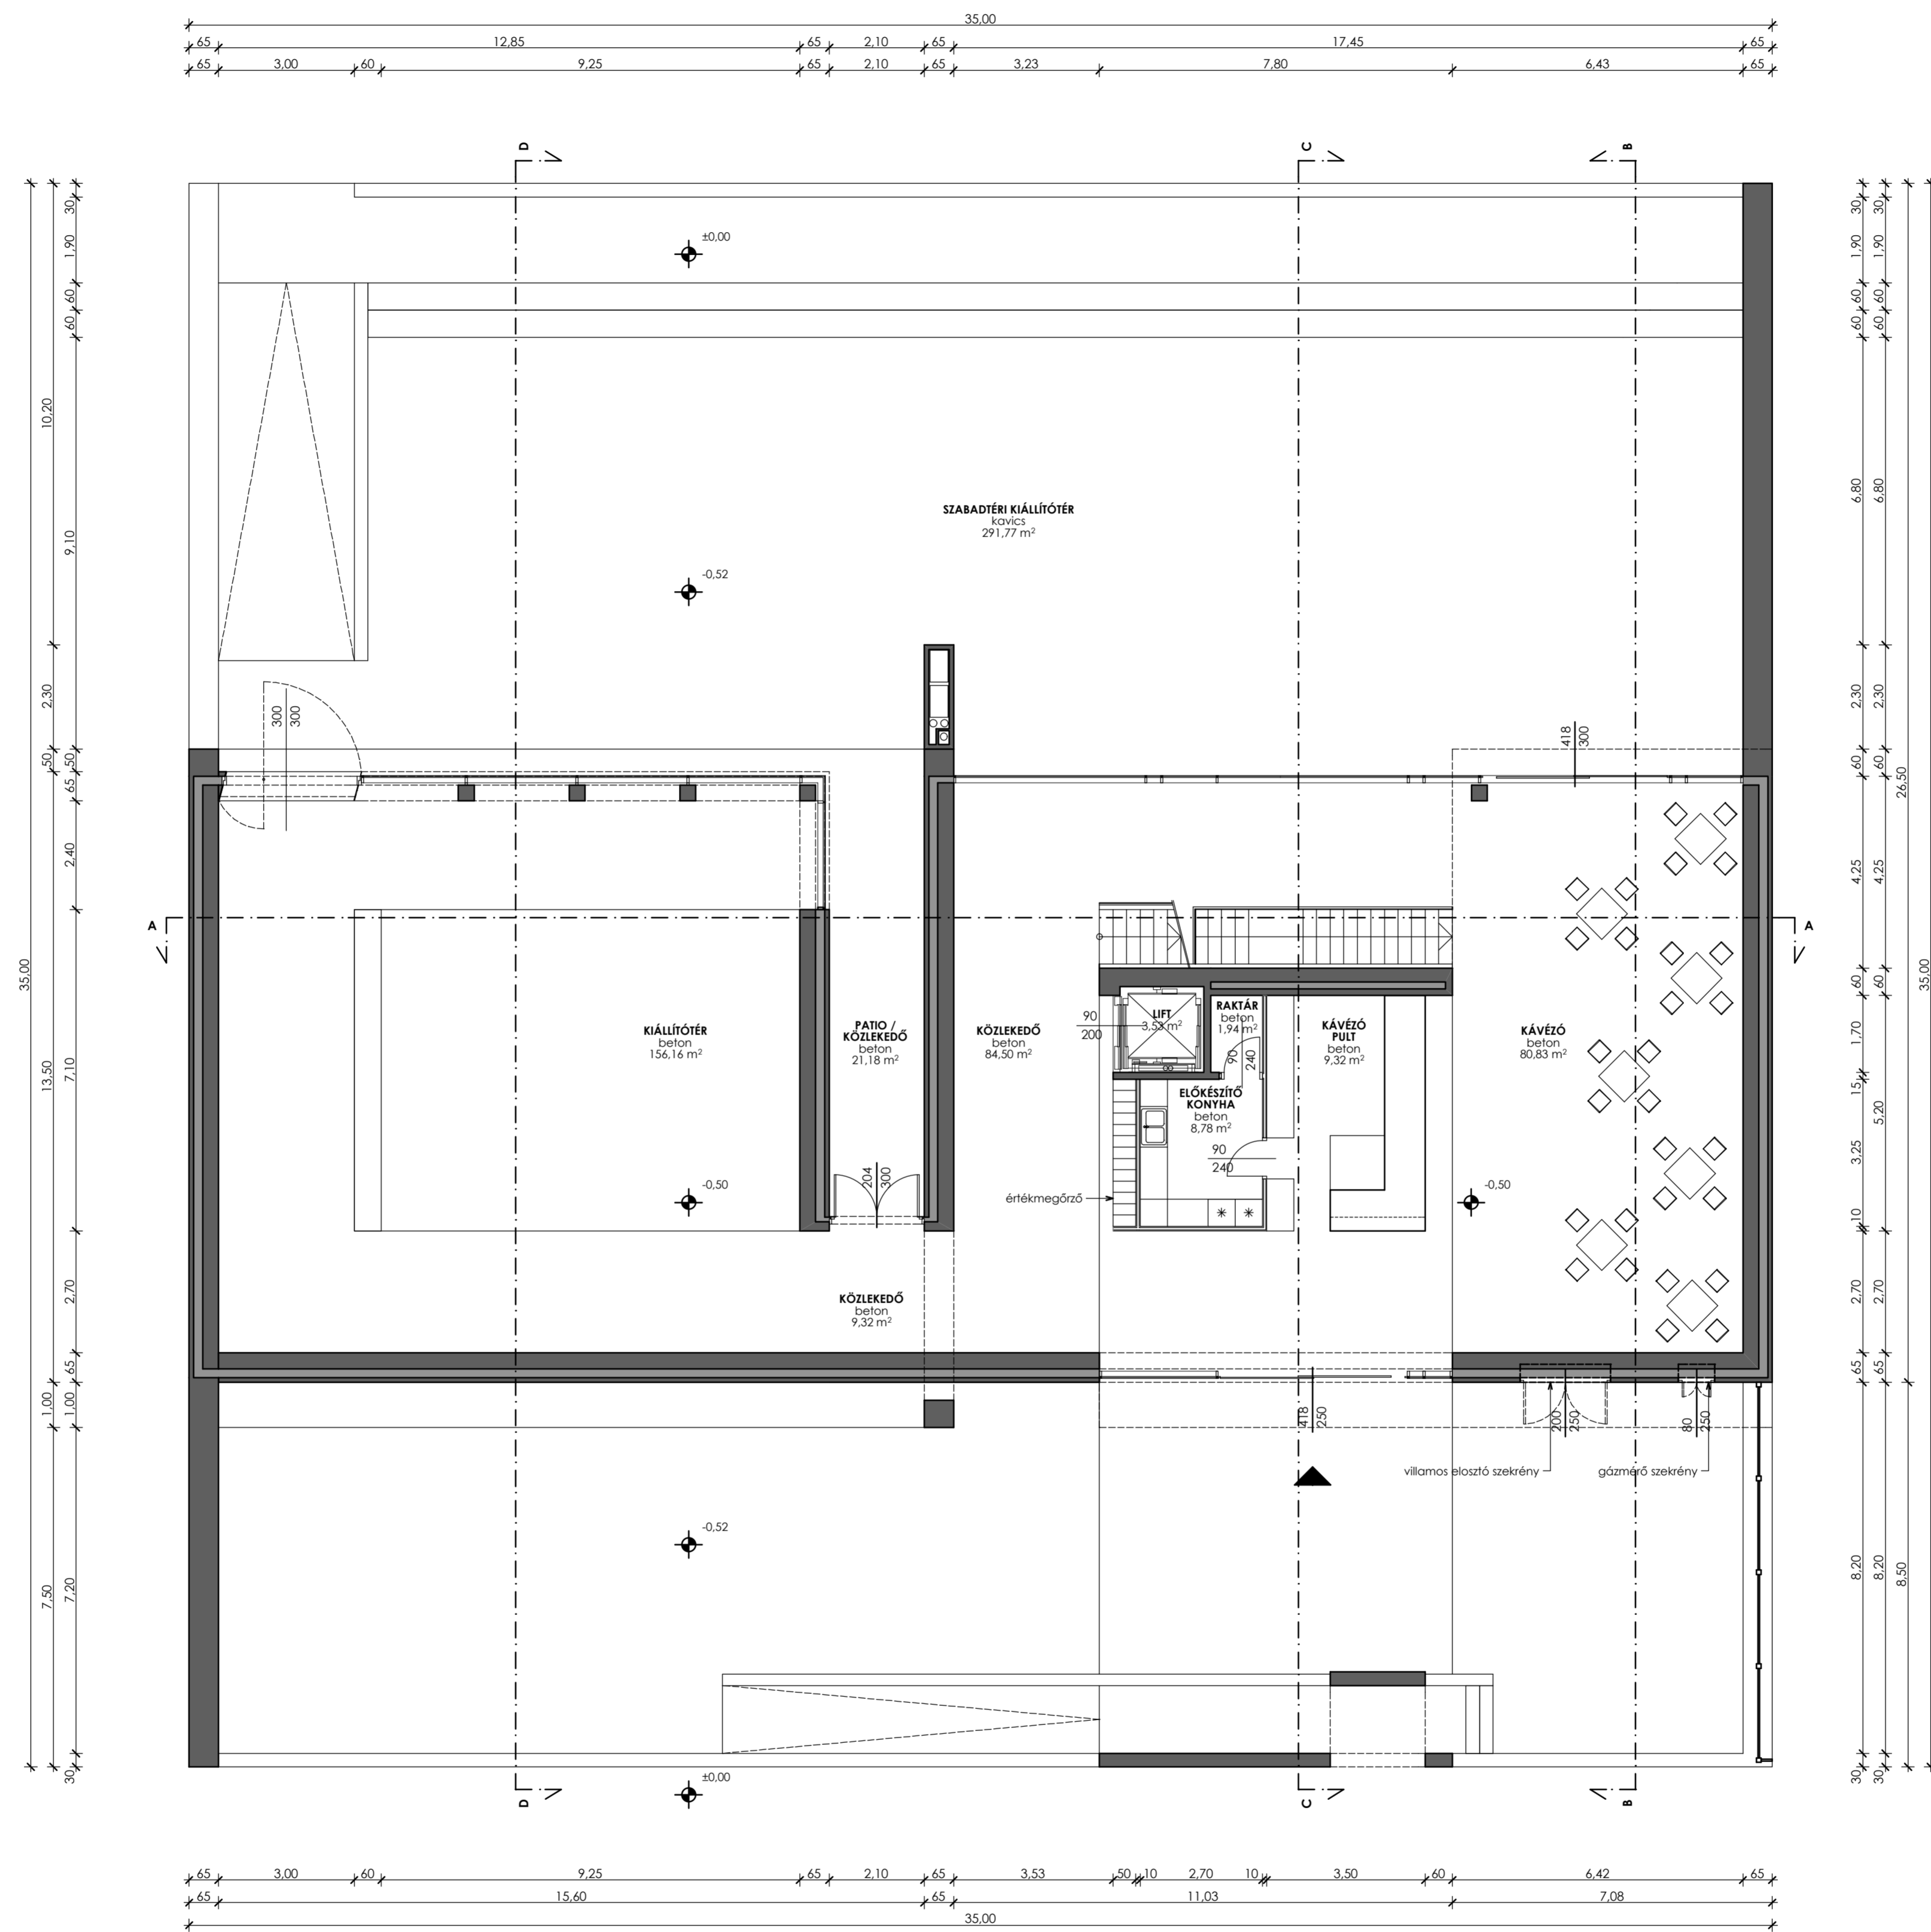 35,00
65 12,85 65 2,10 65 17,45 65
65 3,00 60 9,25 65 2,10 65 3,23 7,80 6,43 65
D C B
±0,00
30 1,90 60 60 9,10 50 65 2,40 7,10 2,70 65 1,00 7,20 30
10,20 2,30 50 13,50 1,00 7,50
35,00
SZABADTÉRI KIÁLLÍTÓTÉR
kavics
291,77 m²
-0,52
300
300
418
300
A A
KIÁLLÍTÓTÉR
beton
156,16 m²
PATIO /
KÖZLEKEDŐ
beton
21,18 m²
KÖZLEKEDŐ
beton
84,50 m²
90
200
LIFT
3,53 m²
RAKTÁR
beton
1,94 m²
90
240
KÁVÉZÓ
PULT
beton
9,32 m²
KÁVÉZÓ
beton
80,83 m²
ELŐKÉSZÍTŐ
KONYHA
beton
8,78 m²
90
240
204
300
-0,50
értékmegőrző
-0,50
KÖZLEKEDŐ
beton
9,32 m²
418
250
200
250
80
250
villamos elosztó szekrény
gázmérő szekrény
-0,52
±0,00
D C B
30 1,90 60 60 6,80 2,30 60 4,25 60 1,70 15 3,25 10 2,70 65 8,20 30
30 1,90 60 60 6,80 2,30 60 4,25 60 5,20 2,70 65 8,20 30
26,50 8,50
35,00
65 3,00 60 9,25 65 2,10 65 3,53 50 10 2,70 10 3,50 60 6,42 65
65 15,60 65 11,03 7,08
35,00